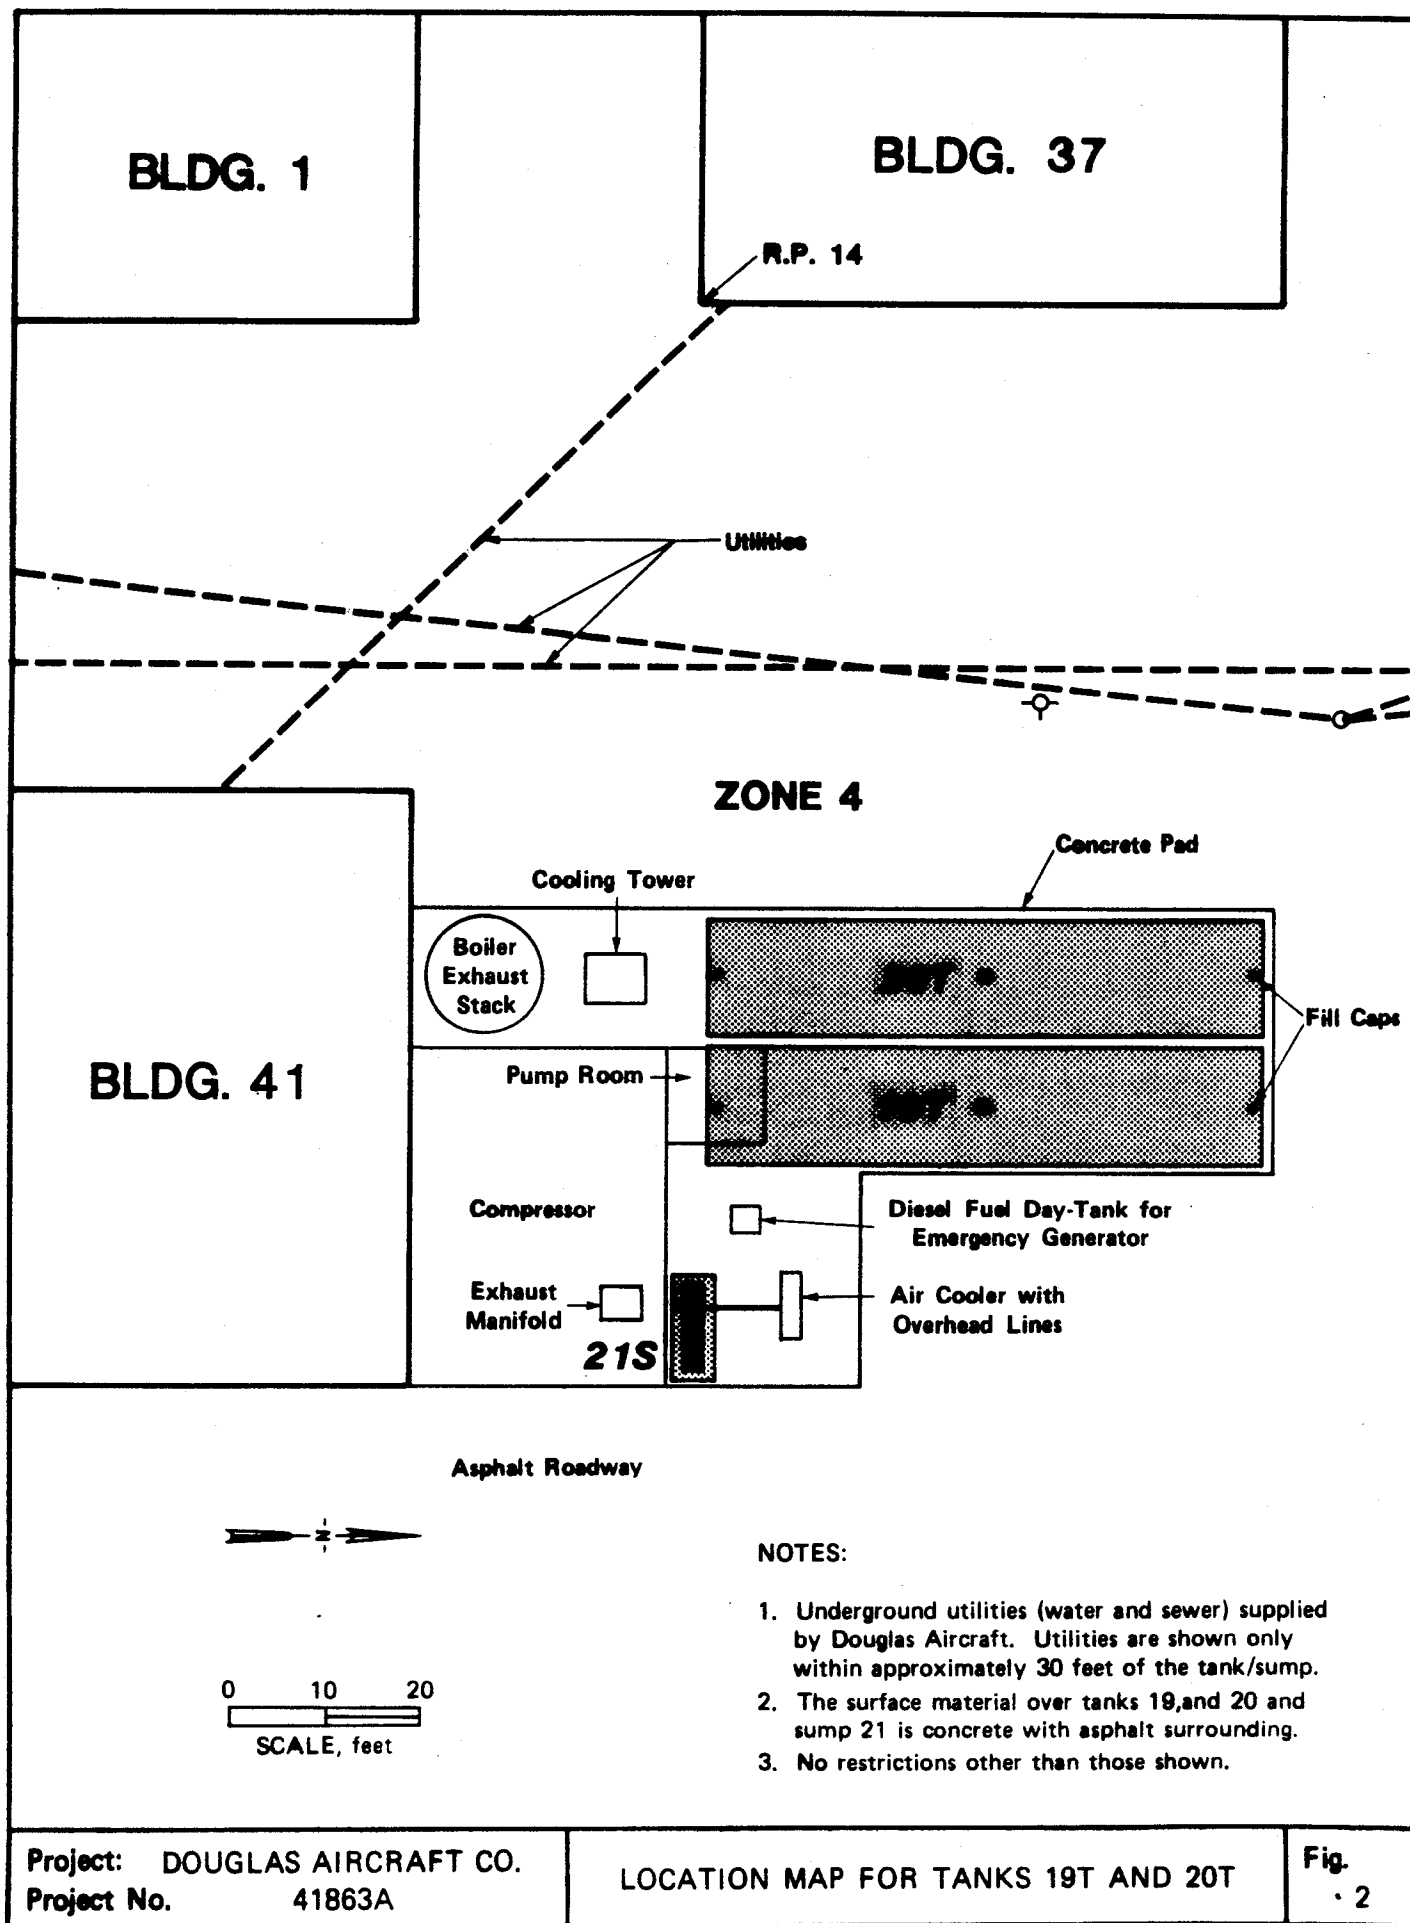 BLDG. 1
BLDG. 37
R.P. 14
Utilities
ZONE 4
Concrete Pad
Cooling Tower
Boiler
Exhaust
Stack
Fill Caps
BLDG. 41
Pump Room
Compressor
Diesel Fuel Day-Tank for
Emergency Generator
Exhaust
Manifold
Air Cooler with
Overhead Lines
21S
Asphalt Roadway
N
NOTES:
1. Underground utilities (water and sewer) supplied
by Douglas Aircraft. Utilities are shown only
within approximately 30 feet of the tank/sump.
2. The surface material over tanks 19,and 20 and
sump 21 is concrete with asphalt surrounding.
3. No restrictions other than those shown.
0 10 20
SCALE, feet
Project: DOUGLAS AIRCRAFT CO.
Project No. 41863A
LOCATION MAP FOR TANKS 19T AND 20T
Fig.
2